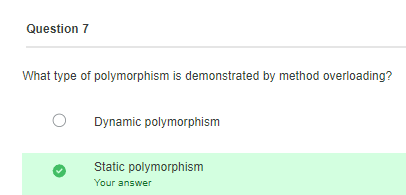 Question 7
What type of polymorphism is demonstrated by method overloading?
Dynamic polymorphism
Static polymorphism
Your answer